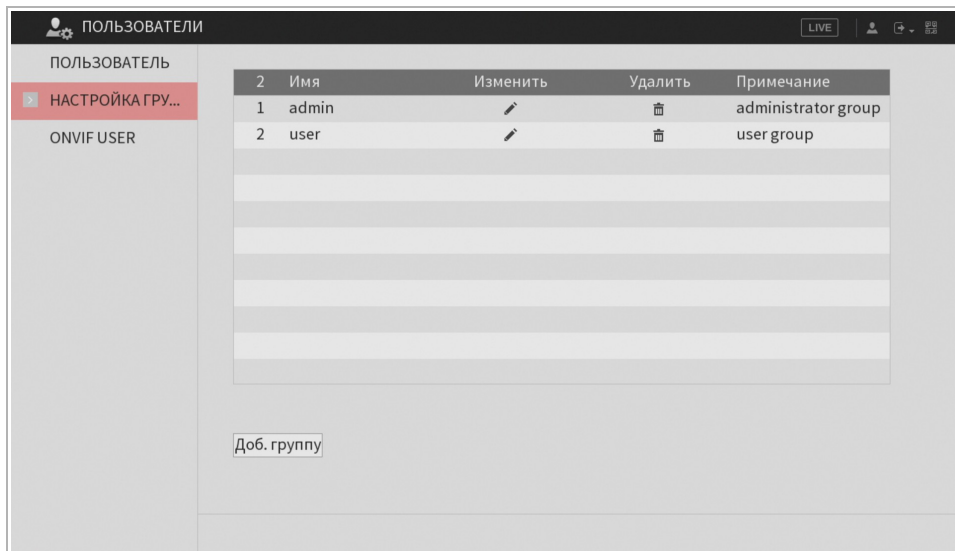 ПОЛЬЗОВАТЕЛИ LIVE
ПОЛЬЗОВАТЕЛЬ
НАСТРОЙКА ГРУ...
ONVIF USER
2 Имя Изменить Удалить Примечание
1 admin administrator group
2 user user group
Доб. группу